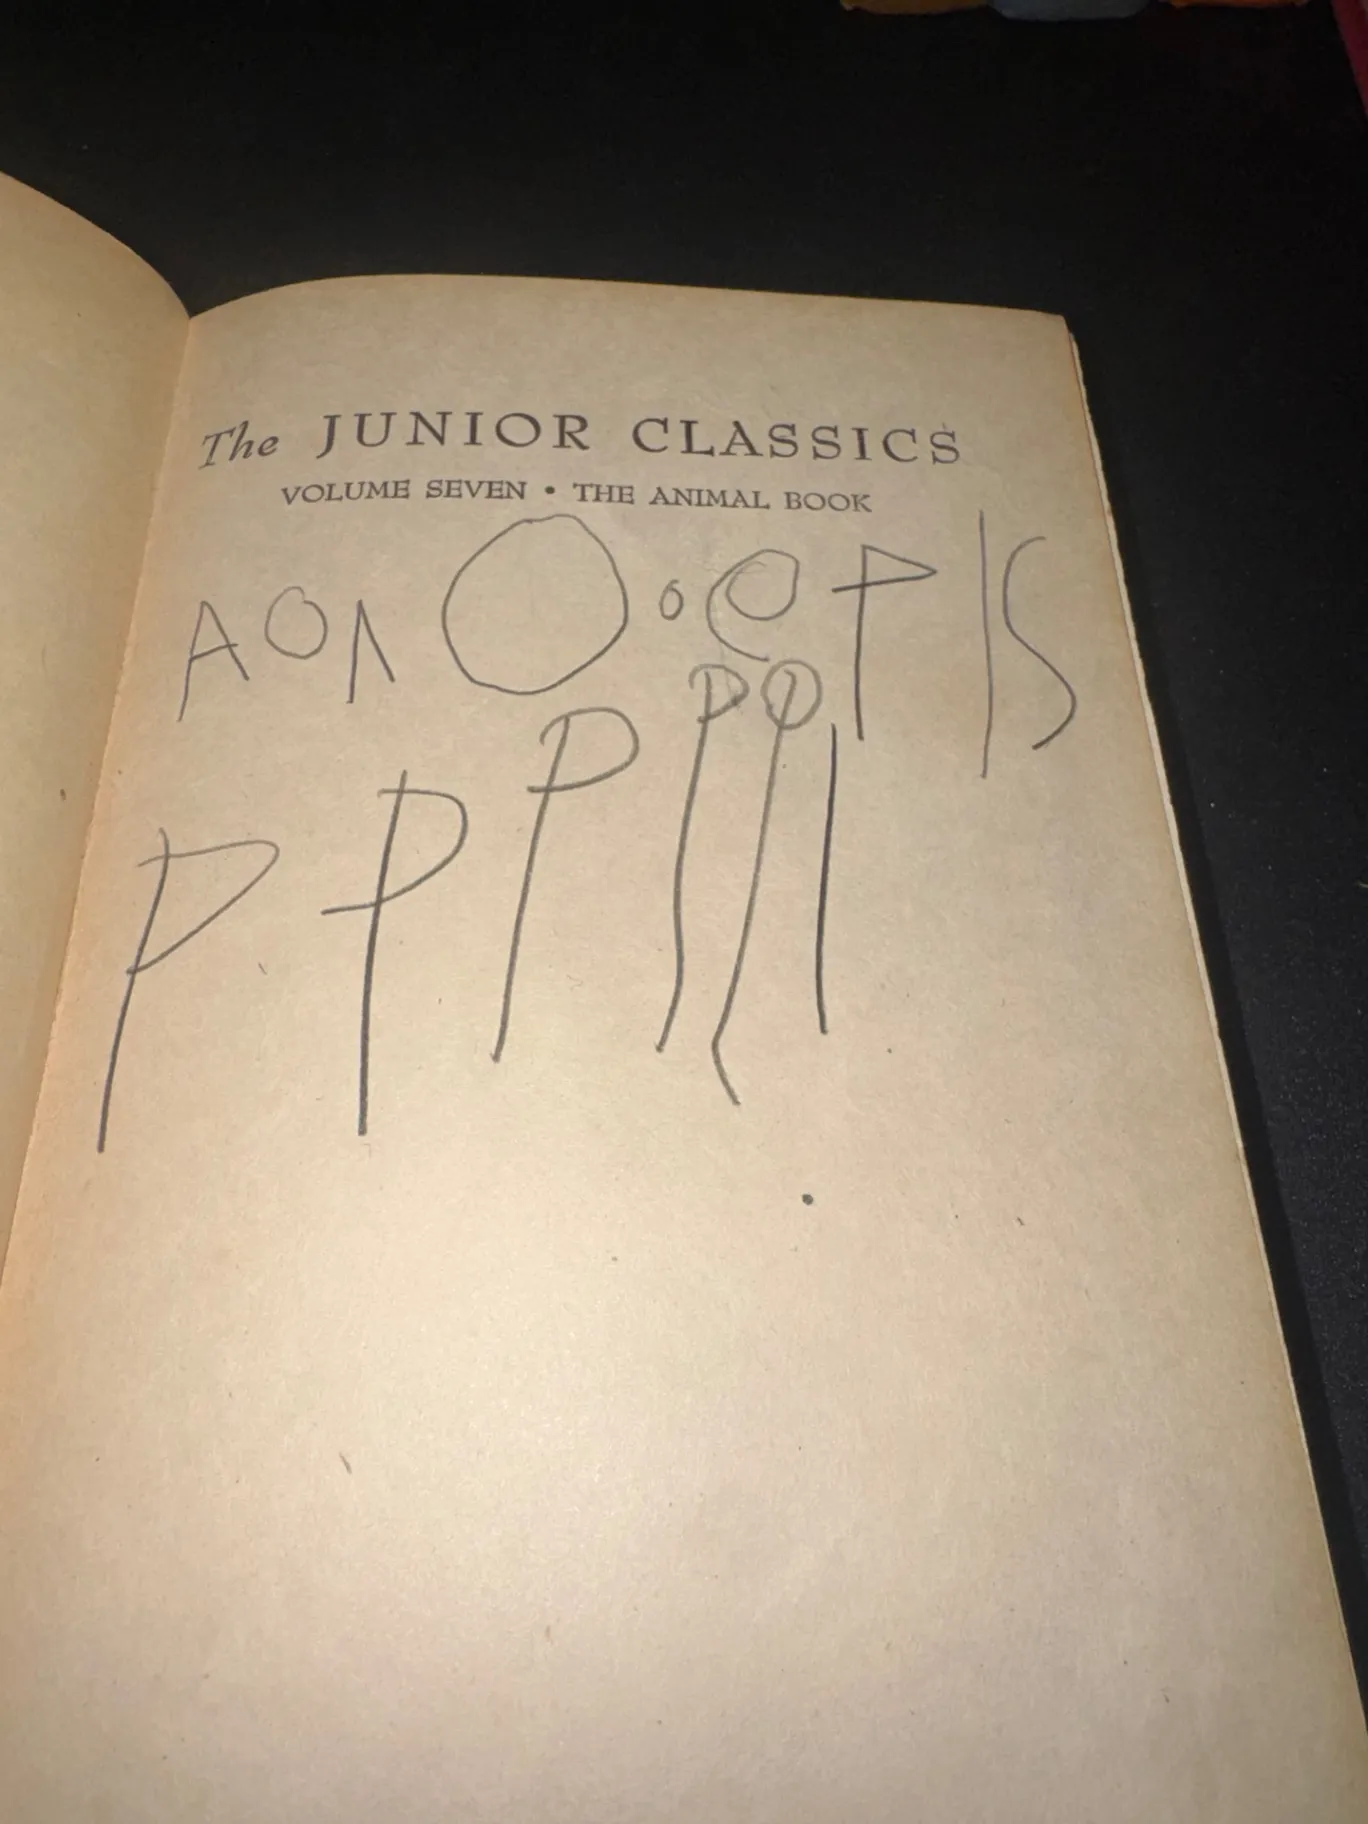 The JUNIOR CLASSICS
VOLUME SEVEN • THE ANIMAL BOOK
A O Λ O o P I S
P P P P P I